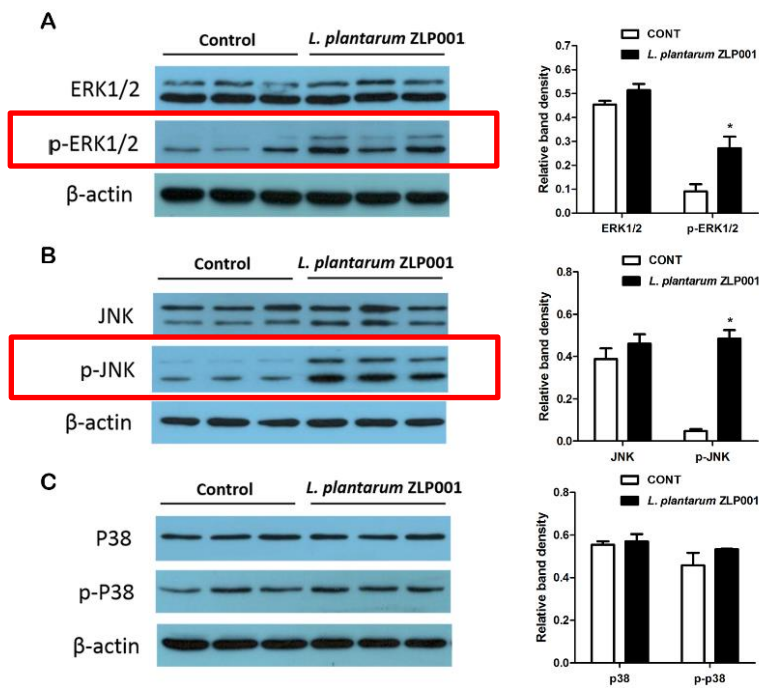 A
Control
L. plantarum ZLP001
ERK1/2
p-ERK1/2
β-actin
CONT
L. plantarum ZLP001
Relative band density
0.7
0.6
0.5
0.4
0.3
0.2
0.1
0.0
*
ERK1/2
p-ERK1/2
B
Control
L. plantarum ZLP001
JNK
p-JNK
β-actin
CONT
L. plantarum ZLP001
Relative band density
0.8
0.6
0.4
0.2
0.0
*
JNK
p-JNK
C
Control
L. plantarum ZLP001
P38
p-P38
β-actin
CONT
L. plantarum ZLP001
Relative band density
0.8
0.6
0.4
0.2
0.0
p38
p-p38